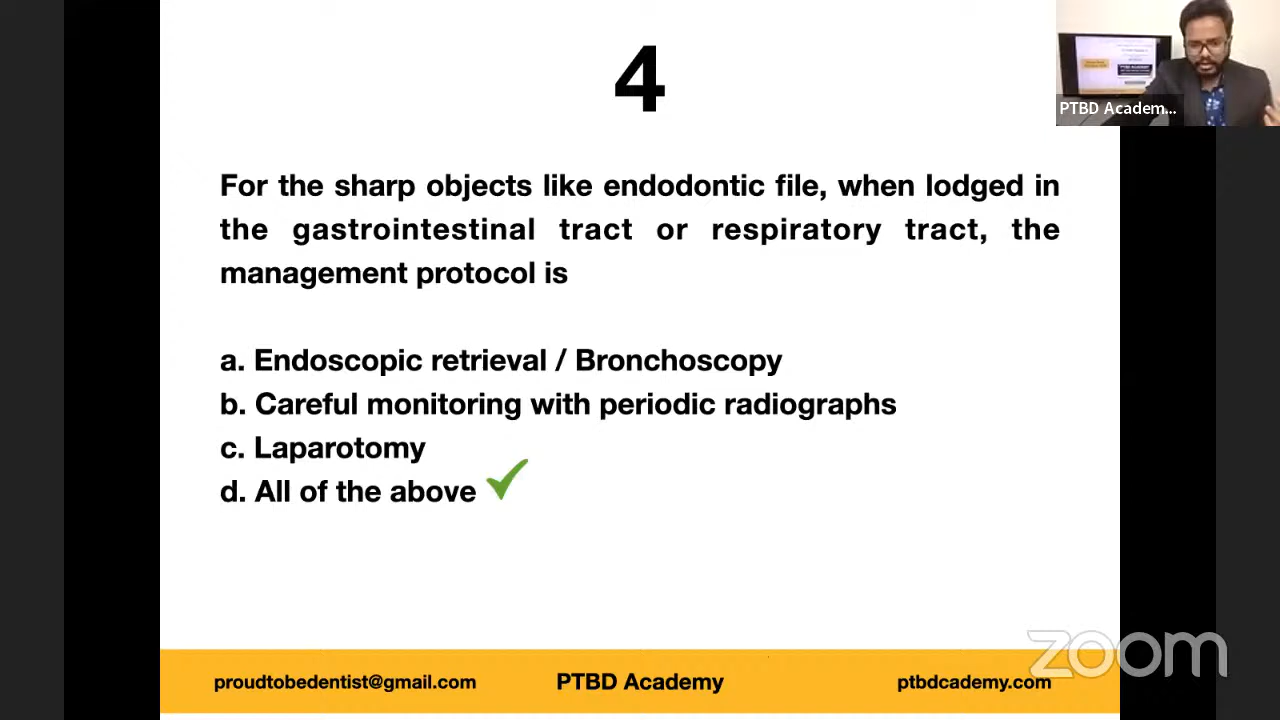 4
PTBD Academ...
For the sharp objects like endodontic file, when lodged in
the gastrointestinal tract or respiratory tract, the
management protocol is
a. Endoscopic retrieval / Bronchoscopy
b. Careful monitoring with periodic radiographs
c. Laparotomy
d. All of the above
zoom
proudtobedentist@gmail.com PTBD Academy ptbdcademy.com